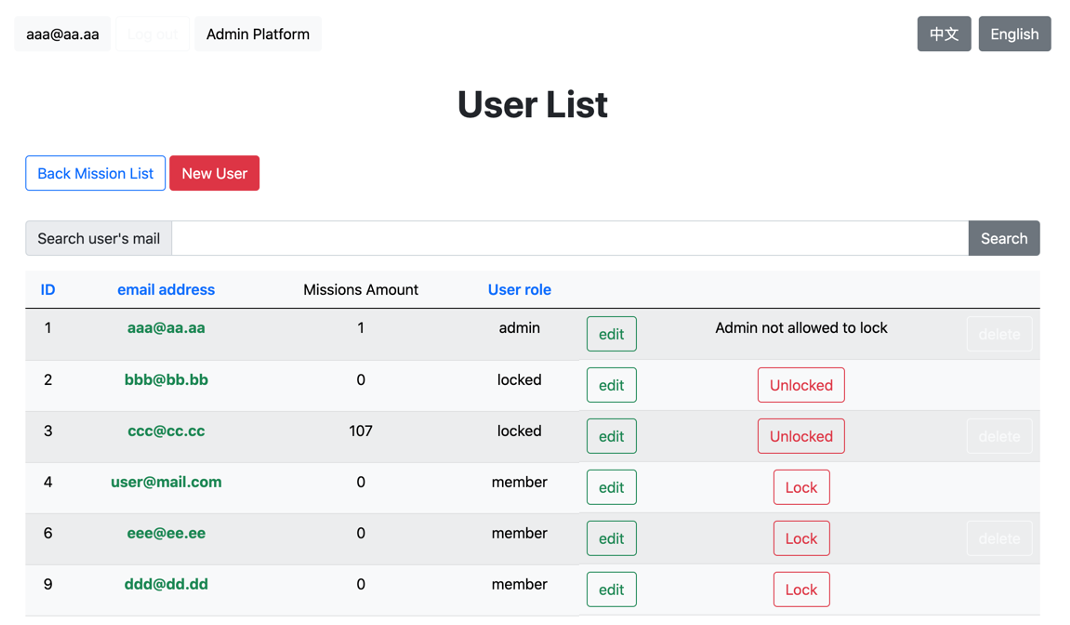 aaa@aa.aa Log out Admin Platform 中文 English
User List
Back Mission List New User
Search user's mail Search
ID email address Missions Amount User role
1 aaa@aa.aa 1 admin edit Admin not allowed to lock delete
2 bbb@bb.bb 0 locked edit Unlocked
3 ccc@cc.cc 107 locked edit Unlocked delete
4 user@mail.com 0 member edit Lock
6 eee@ee.ee 0 member edit Lock delete
9 ddd@dd.dd 0 member edit Lock